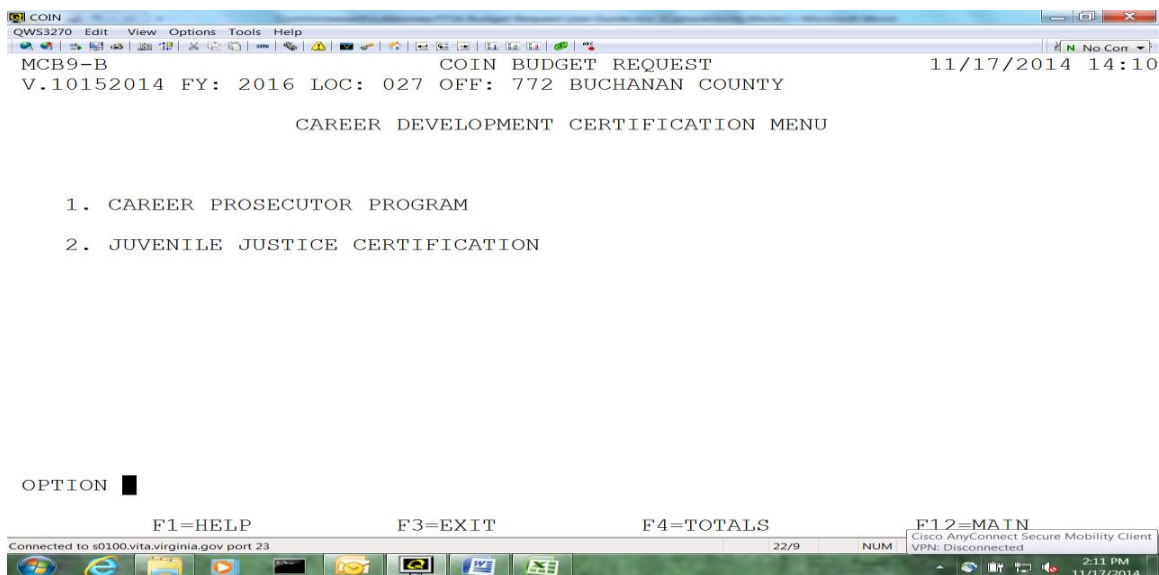 COIN
QWS3270 Edit View Options Tools Help
MCB9-B COIN BUDGET REQUEST 11/17/2014 14:10
V.10152014 FY: 2016 LOC: 027 OFF: 772 BUCHANAN COUNTY
CAREER DEVELOPMENT CERTIFICATION MENU
1. CAREER PROSECUTOR PROGRAM
2. JUVENILE JUSTICE CERTIFICATION
OPTION
F1=HELP F3=EXIT F4=TOTALS F12=MAIN
Connected to s0100.vita.virginia.gov port 23 22/9 NUM
Cisco AnyConnect Secure Mobility Client
VPN: Disconnected
2:11 PM
11/17/2014